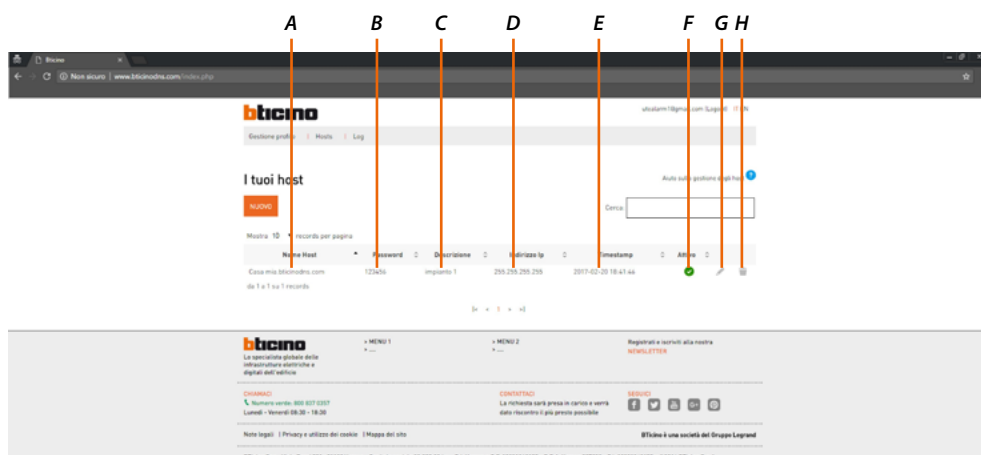 A B C D E F G H
Bticino
Non sicuro | www.bticinodns.com/index.php
bticino
Gestione profilo | Hosts | Log
I tuoi host
Aiuto sulla gestione degli host ?
NUOVO
Cerca:
Mostra 10 records per pagina
Nome Host Password Descrizione Indirizzo Ip Timestamp Attivo
Casa mia.bticinodns.com 123456 impianto 1 255.255.255.255 2017-02-20 18:41:46
da 1 a 1 su 1 records
|< < 1 > >|
bticino
Lo specialista globale delle
infrastrutture elettriche e
digitali dell'edificio
> MENU 1
> ....
> MENU 2
> ....
Registrati e iscriviti alla nostra
NEWSLETTER
CHIAMACI
Numero verde: 800 837 035
Lunedì - Venerdì 08:30 - 18:30
CONTATTACI
La richiesta sarà presa in carico e verrà
dato riscontro il più presto possibile
SEGUICI
Note legali | Privacy e utilizzo dei cookie | Mappa del sito
BTicino è una società del Gruppo Legrand